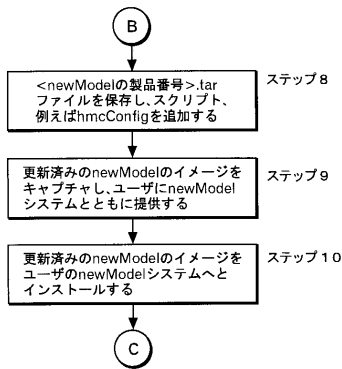 B
<newModelの製品番号>.tar
ファイルを保存し、スクリプト、
例えばhmcConfigを追加する
ステップ8
更新済みのnewModelのイメージを
キャプチャし、ユーザにnewModel
システムとともに提供する
ステップ9
更新済みのnewModelのイメージを
ユーザのnewModelシステムへと
インストールする
ステップ10
C